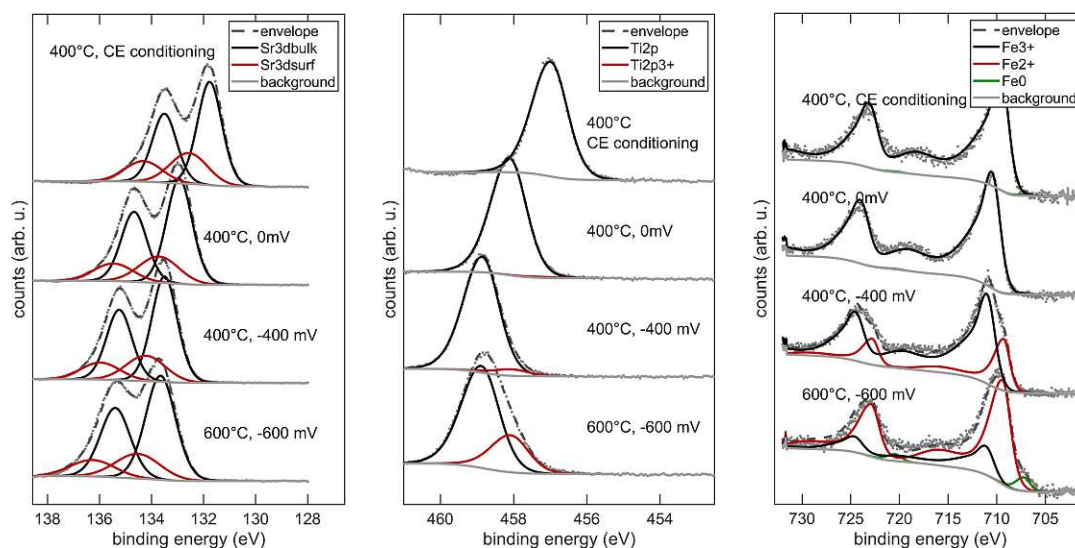 400°C, CE conditioning
envelope
Sr3dbulk
Sr3dsurf
background
400°C, 0mV
400°C, -400 mV
600°C, -600 mV
counts (arb. u.)
138 136 134 132 130 128
binding energy (eV)
envelope
Ti2p
Ti2p3+
background
400°C
CE conditioning
400°C, 0mV
400°C, -400 mV
600°C, -600 mV
counts (arb. u.)
460 458 456 454
binding energy (eV)
envelope
Fe3+
Fe2+
Fe0
background
400°C, CE conditioning
400°C, 0mV
400°C, -400 mV
600°C, -600 mV
counts (arb. u.)
730 725 720 715 710 705
binding energy (eV)